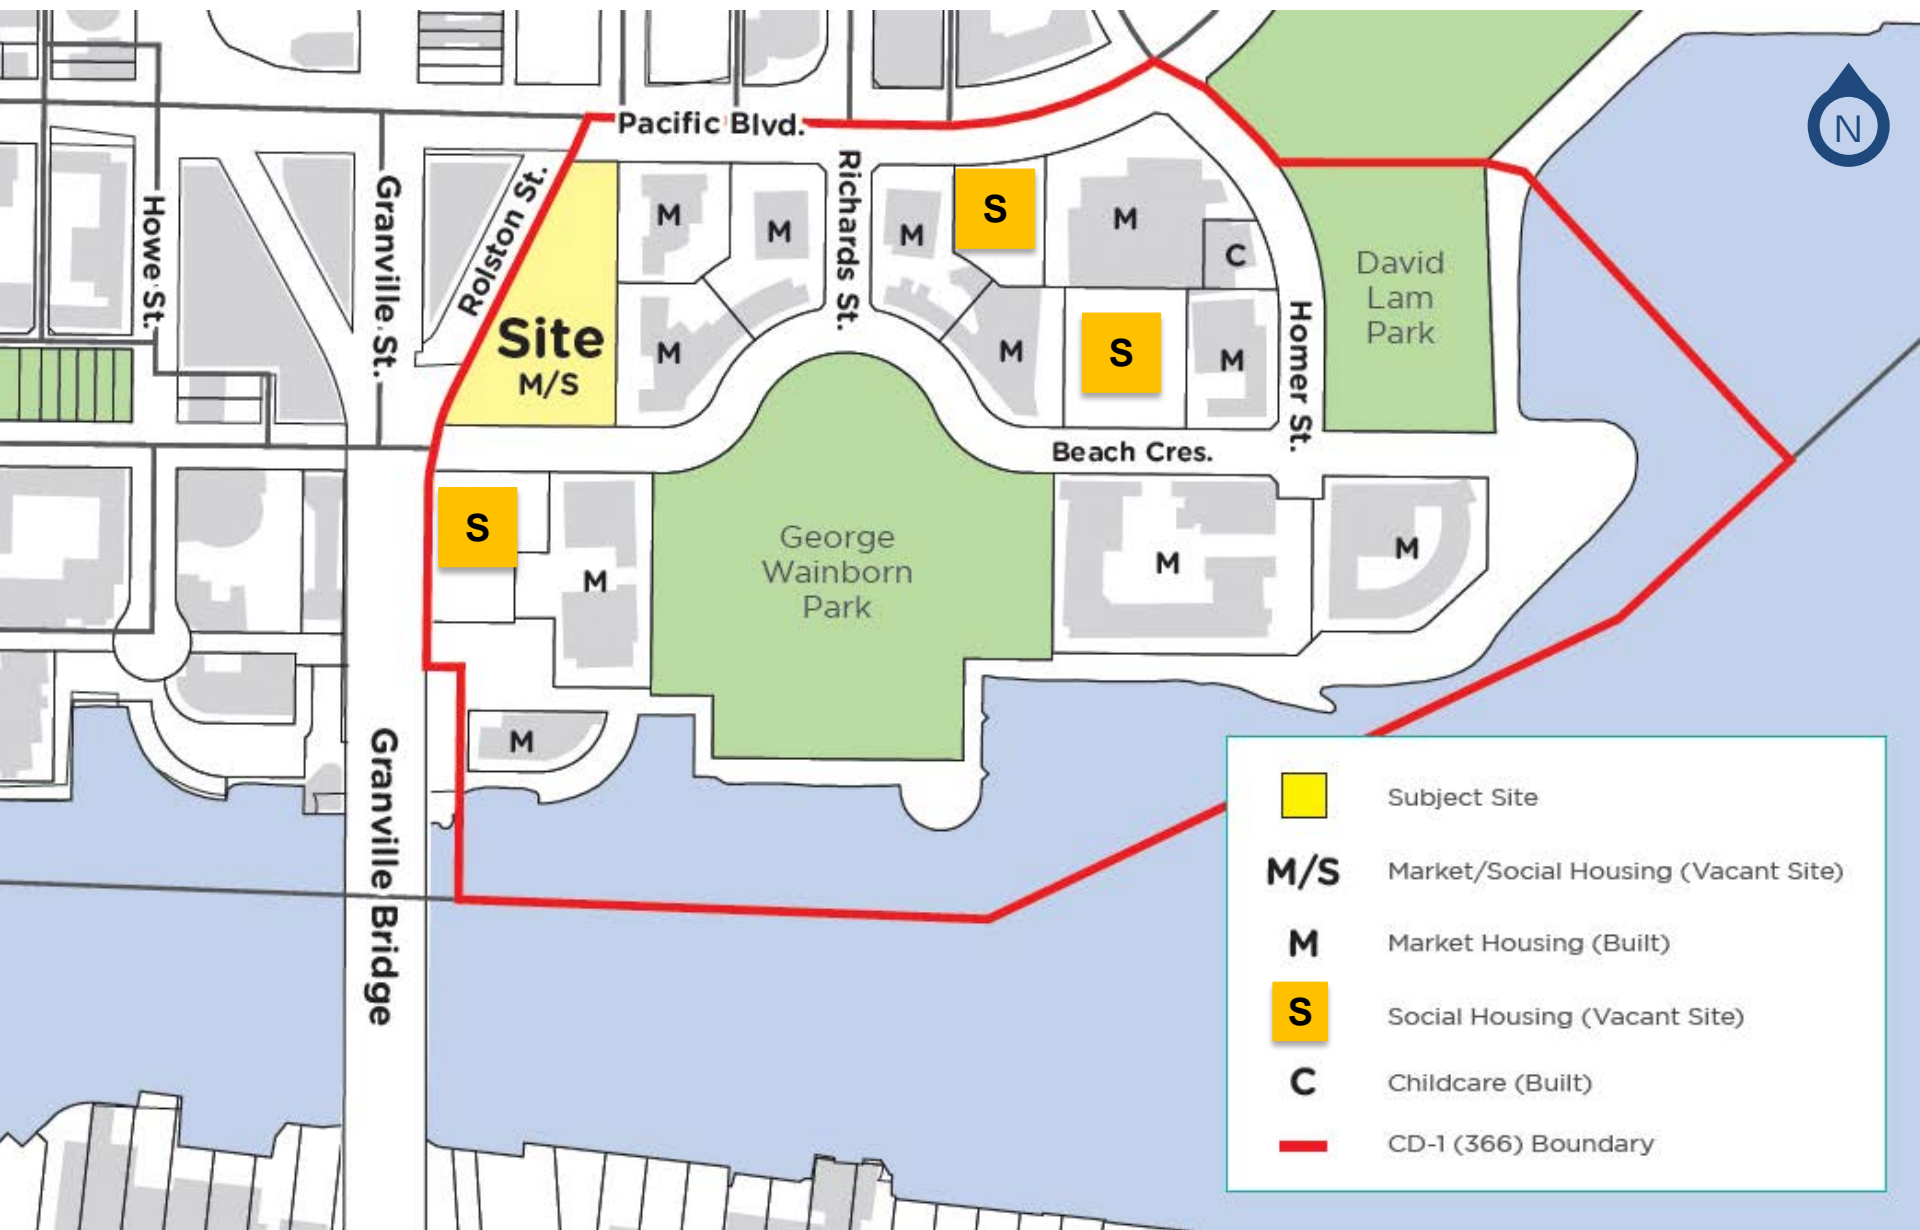 N
Pacific Blvd.
Howe St.
Granville St.
Rolston St.
Richards St.
M
M
M
S
M
C
David
Lam
Park
Site
M/S
M
M
S
M
Homer St.
Beach Cres.
S
M
George
Wainborn
Park
M
M
M
Granville Bridge
Subject Site
M/S Market/Social Housing (Vacant Site)
M Market Housing (Built)
S Social Housing (Vacant Site)
C Childcare (Built)
CD-1 (366) Boundary